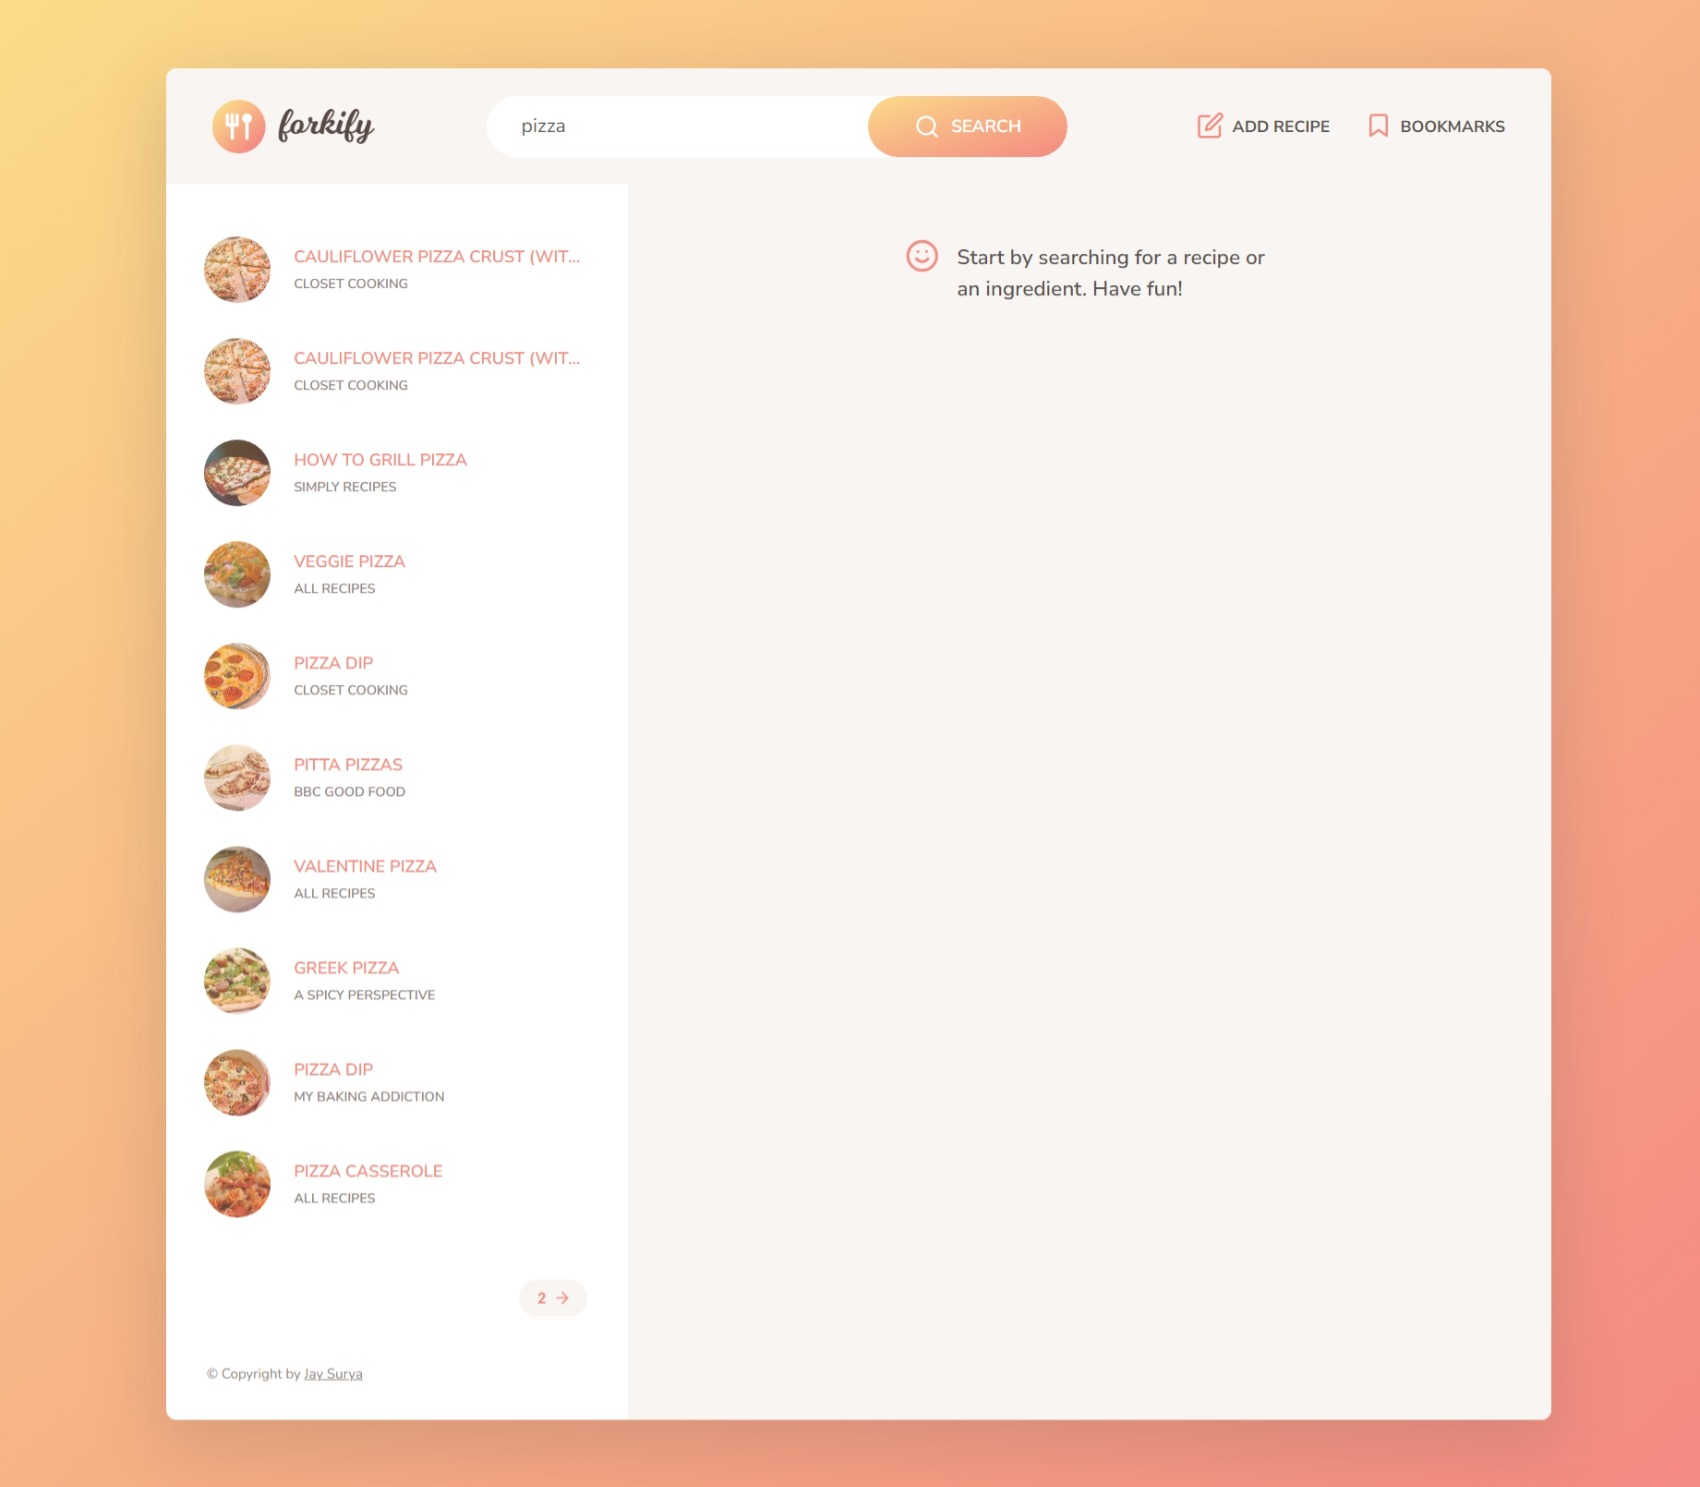 forkify
pizza
SEARCH
ADD RECIPE
BOOKMARKS
CAULIFLOWER PIZZA CRUST (WIT...
CLOSET COOKING
CAULIFLOWER PIZZA CRUST (WIT...
CLOSET COOKING
HOW TO GRILL PIZZA
SIMPLY RECIPES
VEGGIE PIZZA
ALL RECIPES
PIZZA DIP
CLOSET COOKING
PITTA PIZZAS
BBC GOOD FOOD
VALENTINE PIZZA
ALL RECIPES
GREEK PIZZA
A SPICY PERSPECTIVE
PIZZA DIP
MY BAKING ADDICTION
PIZZA CASSEROLE
ALL RECIPES
2 →
© Copyright by Jay Surya
Start by searching for a recipe or
an ingredient. Have fun!